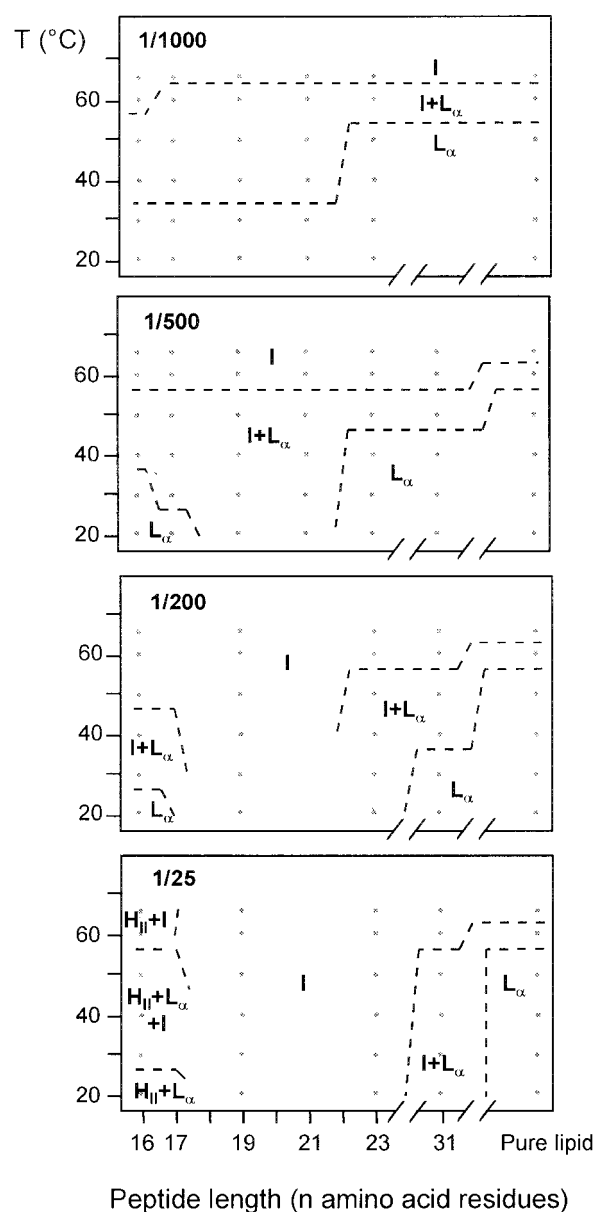 T (°C)
1/1000
I
I+Lα
Lα
60
40
20
1/500
I
I+Lα
Lα
Lα
60
40
20
1/200
I
I+Lα
I+Lα
Lα
Lα
60
40
20
1/25
HII+I
HII+Lα
+I
HII+Lα
I
I+Lα
Lα
60
40
20
16 17 19 21 23 31 Pure lipid
Peptide length (n amino acid residues)